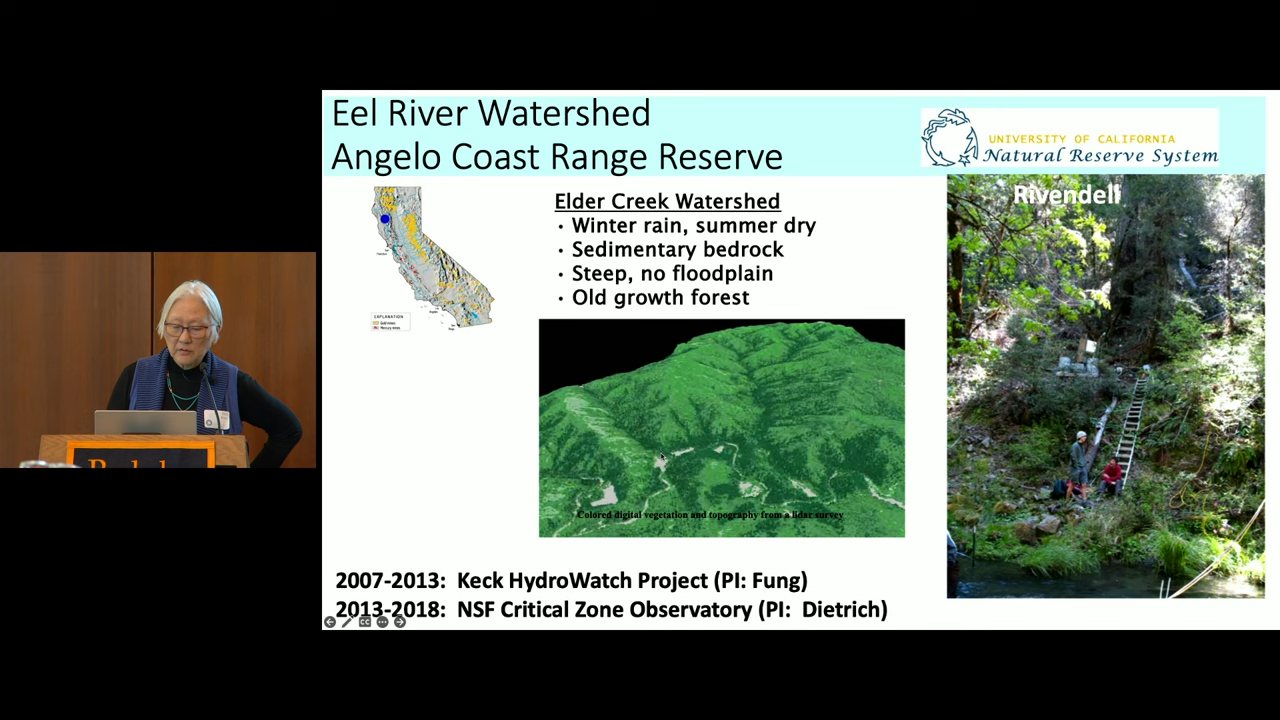 Eel River Watershed
Angelo Coast Range Reserve
UNIVERSITY OF CALIFORNIA
Natural Reserve System
Elder Creek Watershed
• Winter rain, summer dry
• Sedimentary bedrock
• Steep, no floodplain
• Old growth forest
EXPLANATION
Rivendell
Colored digital vegetation and topography from a lidar survey
2007-2013: Keck HydroWatch Project (PI: Fung)
2013-2018: NSF Critical Zone Observatory (PI: Dietrich)